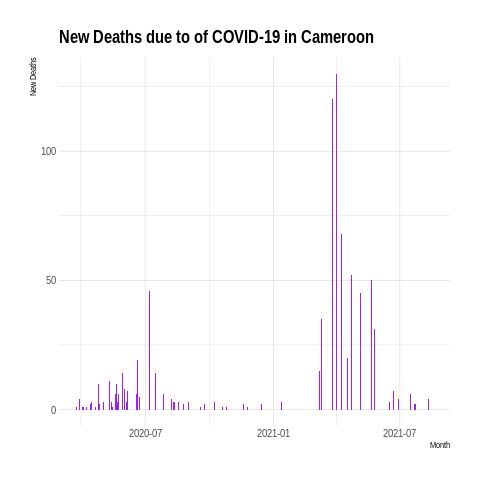 New Deaths due to of COVID-19 in Cameroon
New Deaths
100
50
0
2020-07
2021-01
2021-07
Month